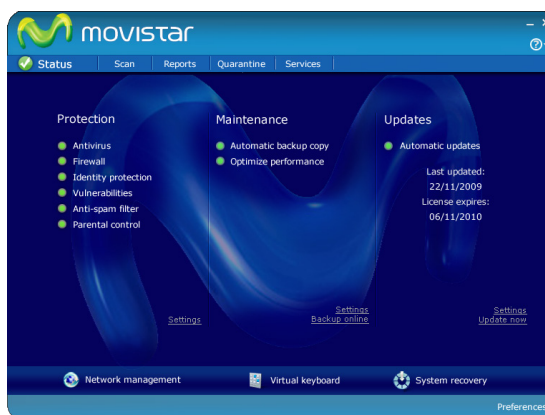 movistar
Status
Scan
Reports
Quarantine
Services
Protection
Antivirus
Firewall
Identity protection
Vulnerabilities
Anti-spam filter
Parental control
Settings
Maintenance
Automatic backup copy
Optimize performance
Settings
Backup online
Updates
Automatic updates
Last updated:
22/11/2009
License expires:
06/11/2010
Settings
Update now
Network management
Virtual keyboard
System recovery
Preferences